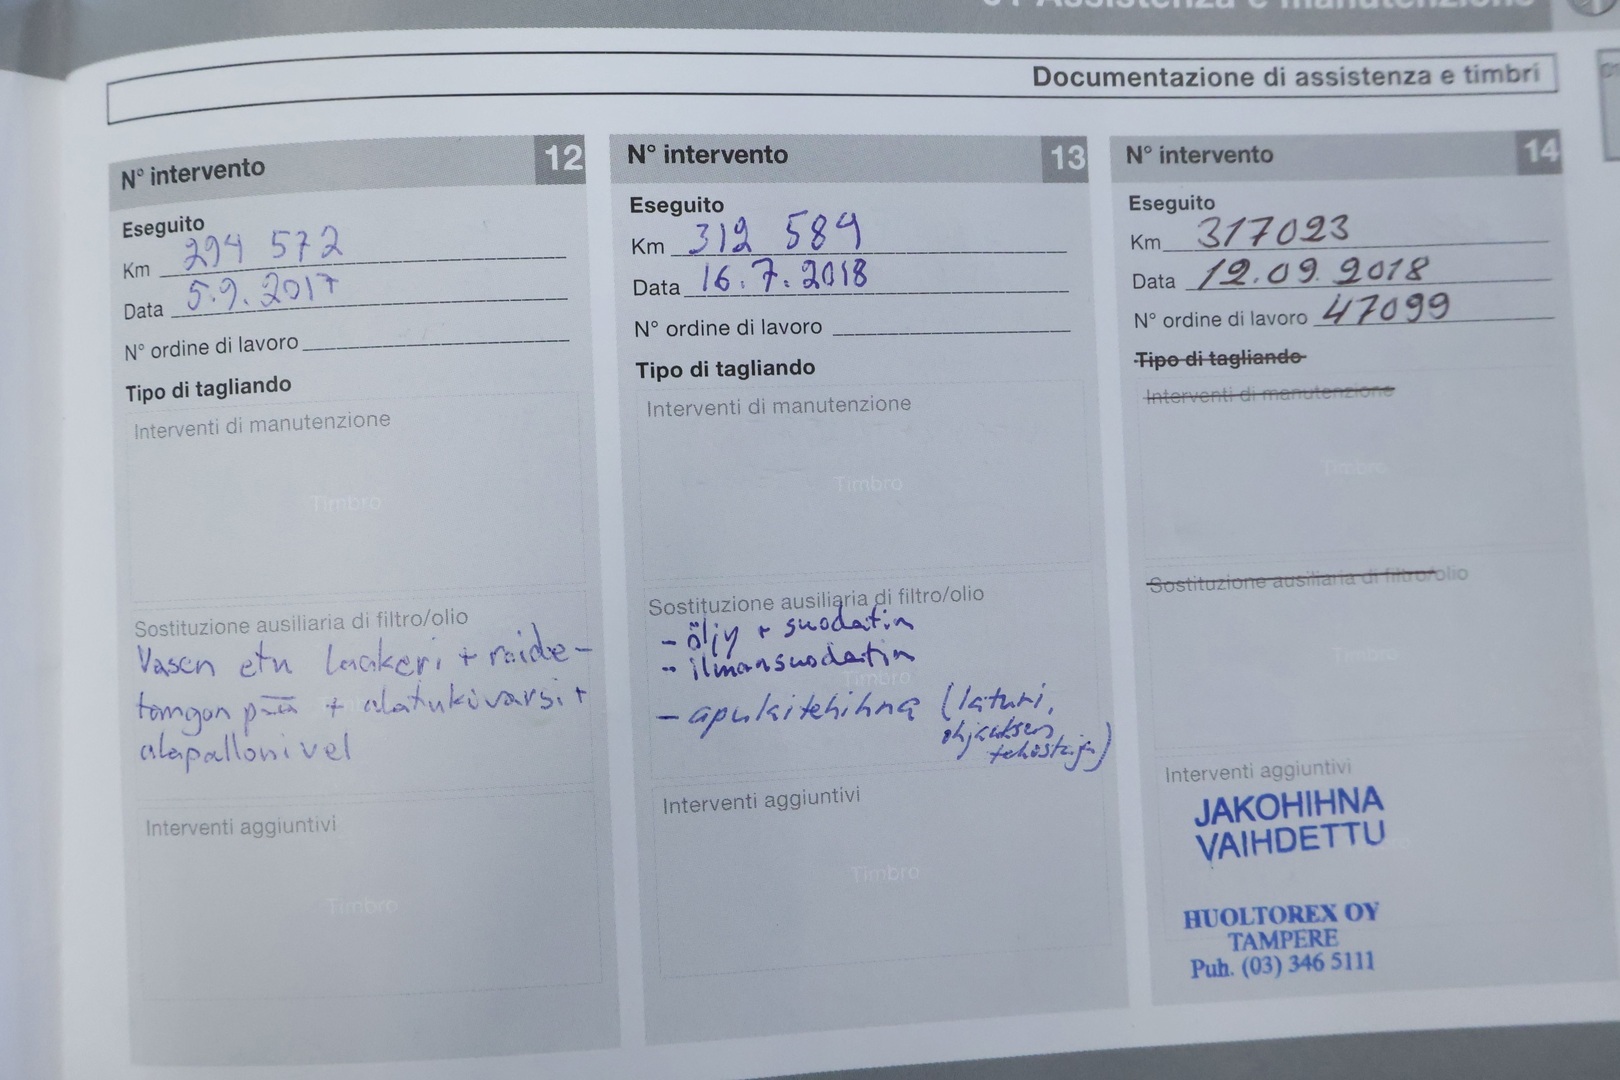 Documentazione di assistenza e timbri
N° intervento 12
Eseguito
Km 294 572
Data 5.9.2017
N° ordine di lavoro
Tipo di tagliando
Interventi di manutenzione
Timbro
Sostituzione ausiliaria di filtro/olio
Vasen etu laakeri + raide-
tangon pää + alatukivarsi +
alapallonivel
Interventi aggiuntivi
Timbro
N° intervento 13
Eseguito
Km 312 584
Data 16.7.2018
N° ordine di lavoro
Tipo di tagliando
Interventi di manutenzione
Timbro
Sostituzione ausiliaria di filtro/olio
- öljy + suodatin
- ilmansuodatin
Timbro
- apulaitehihna (laturi,
ohjauksen
tehostaja)
Interventi aggiuntivi
Timbro
N° intervento 14
Eseguito
Km 317023
Data 12.09.2018
N° ordine di lavoro 47099
Tipo di tagliando
Interventi di manutenzione
Timbro
Sostituzione ausiliaria di filtro/olio
Timbro
Interventi aggiuntivi
JAKOHIHNA
VAIHDETTU
HUOLTOREX OY
TAMPERE
Puh. (03) 346 5111